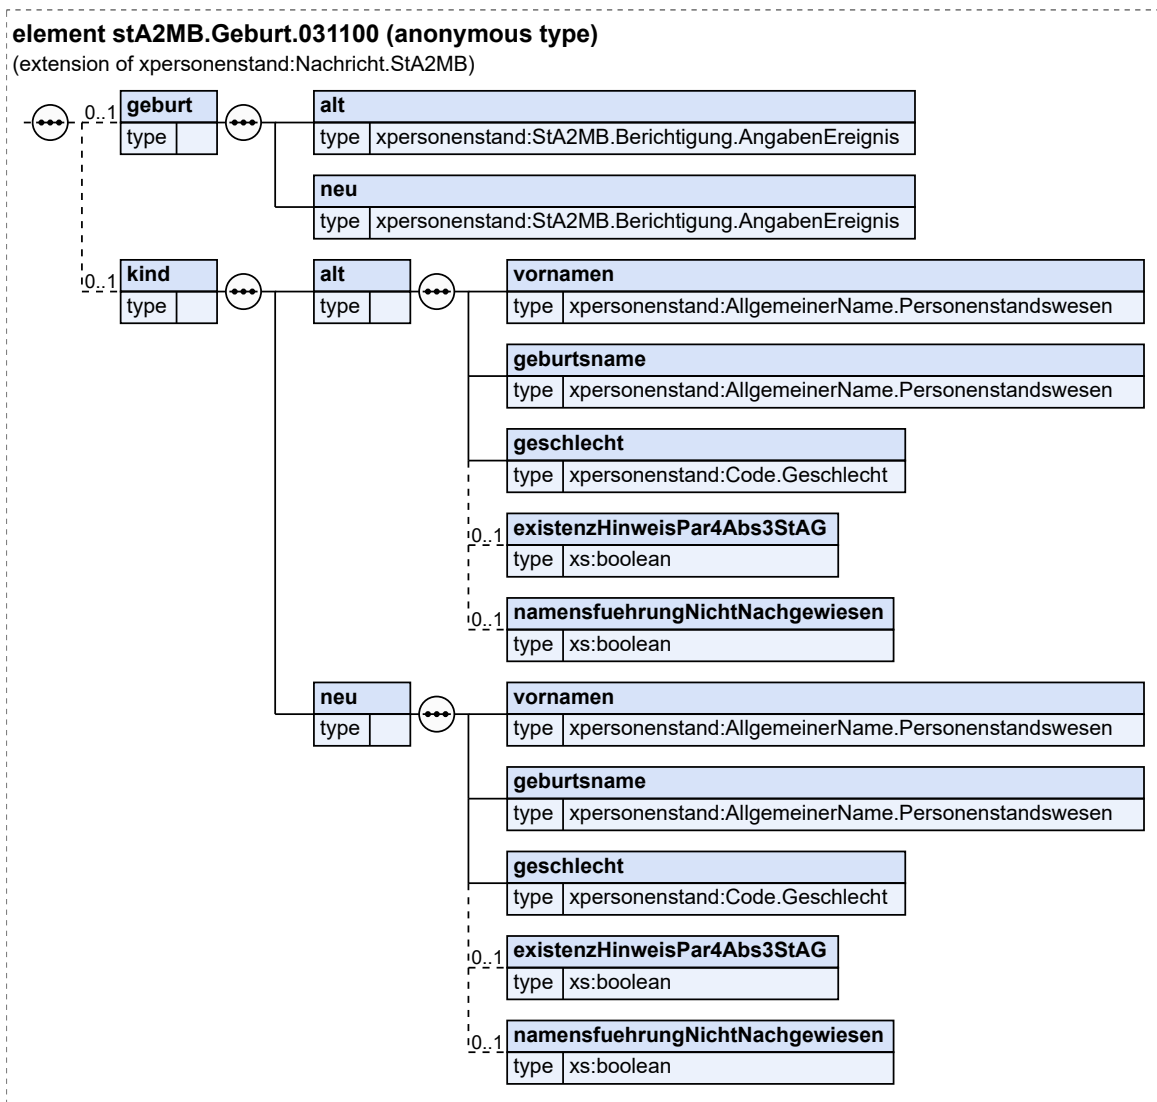 element stA2MB.Geburt.031100 (anonymous type)
(extension of xpersonenstand:Nachricht.StA2MB)
0..1
geburt
type
alt
type xpersonenstand:StA2MB.Berichtigung.AngabenEreignis
neu
type xpersonenstand:StA2MB.Berichtigung.AngabenEreignis
0..1
kind
type
alt
type
vornamen
type xpersonenstand:AllgemeinerName.Personenstandswesen
geburtsname
type xpersonenstand:AllgemeinerName.Personenstandswesen
geschlecht
type xpersonenstand:Code.Geschlecht
0..1
existenzHinweisPar4Abs3StAG
type xs:boolean
0..1
namensfuehrungNichtNachgewiesen
type xs:boolean
neu
type
vornamen
type xpersonenstand:AllgemeinerName.Personenstandswesen
geburtsname
type xpersonenstand:AllgemeinerName.Personenstandswesen
geschlecht
type xpersonenstand:Code.Geschlecht
0..1
existenzHinweisPar4Abs3StAG
type xs:boolean
0..1
namensfuehrungNichtNachgewiesen
type xs:boolean